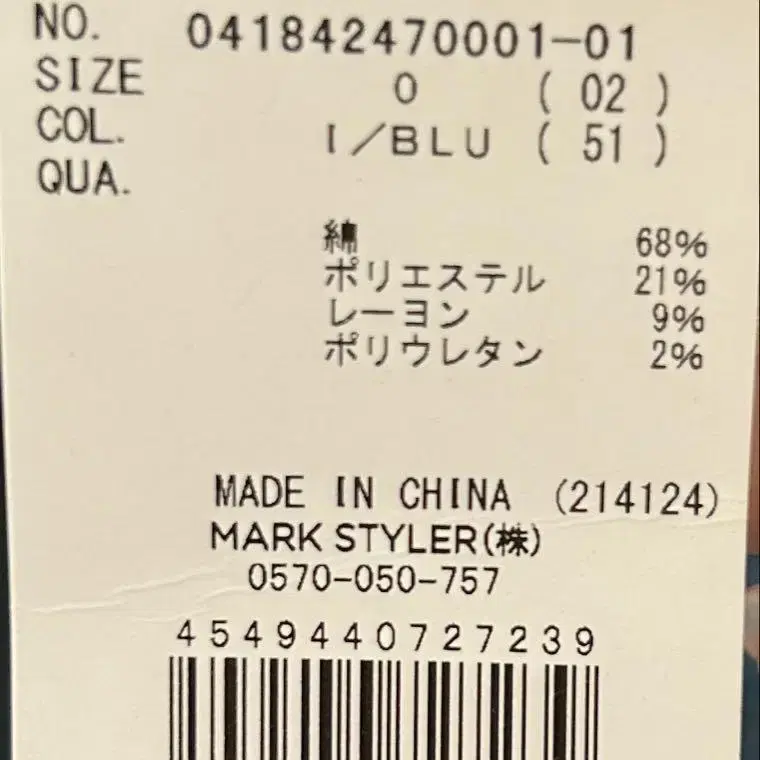 NO. 041842470001-01
SIZE 0 ( 02 )
COL. I/BLU ( 51 )
QUA.
綿 68%
ポリエステル 21%
レーヨン 9%
ポリウレタン 2%
MADE IN CHINA (214124)
MARK STYLER(株)
0570-050-757
4549440727239